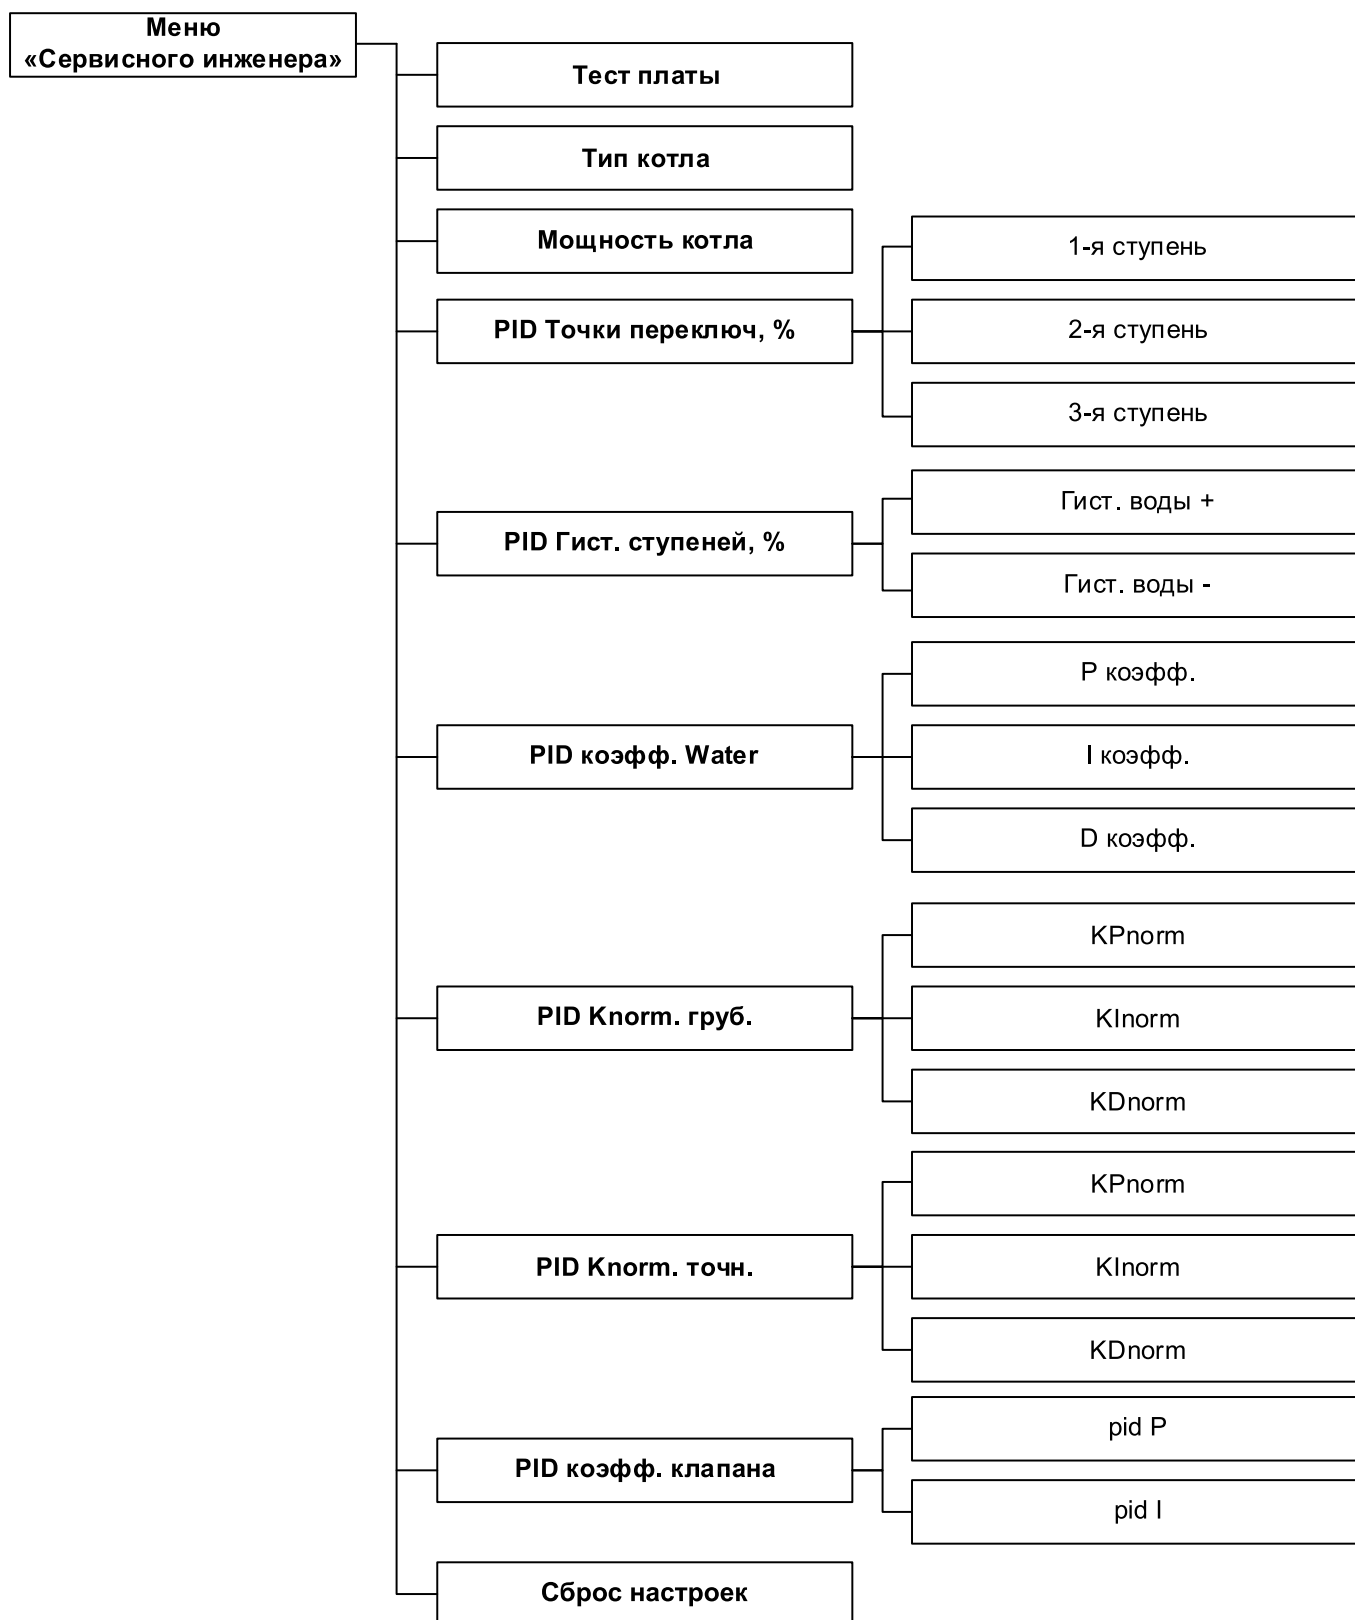 Меню
«Сервисного инженера»
Тест платы
Тип котла
Мощность котла
PID Точки переключ, %
1-я ступень
2-я ступень
3-я ступень
PID Гист. ступеней, %
Гист. воды +
Гист. воды -
PID коэфф. Water
P коэфф.
I коэфф.
D коэфф.
PID Knorm. груб.
KPnorm
KInorm
KDnorm
PID Knorm. точн.
KPnorm
KInorm
KDnorm
PID коэфф. клапана
pid P
pid I
Сброс настроек